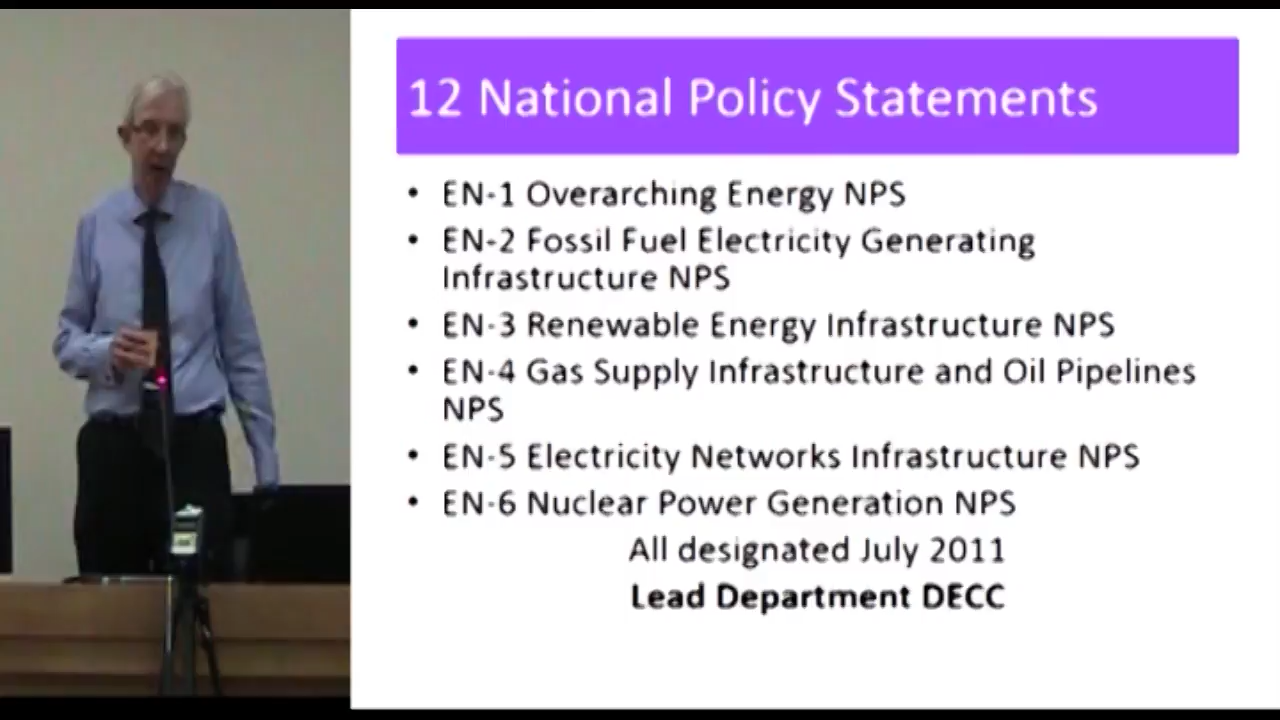 12 National Policy Statements
• EN-1 Overarching Energy NPS
• EN-2 Fossil Fuel Electricity Generating
Infrastructure NPS
• EN-3 Renewable Energy Infrastructure NPS
• EN-4 Gas Supply Infrastructure and Oil Pipelines
NPS
• EN-5 Electricity Networks Infrastructure NPS
• EN-6 Nuclear Power Generation NPS
All designated July 2011
Lead Department DECC